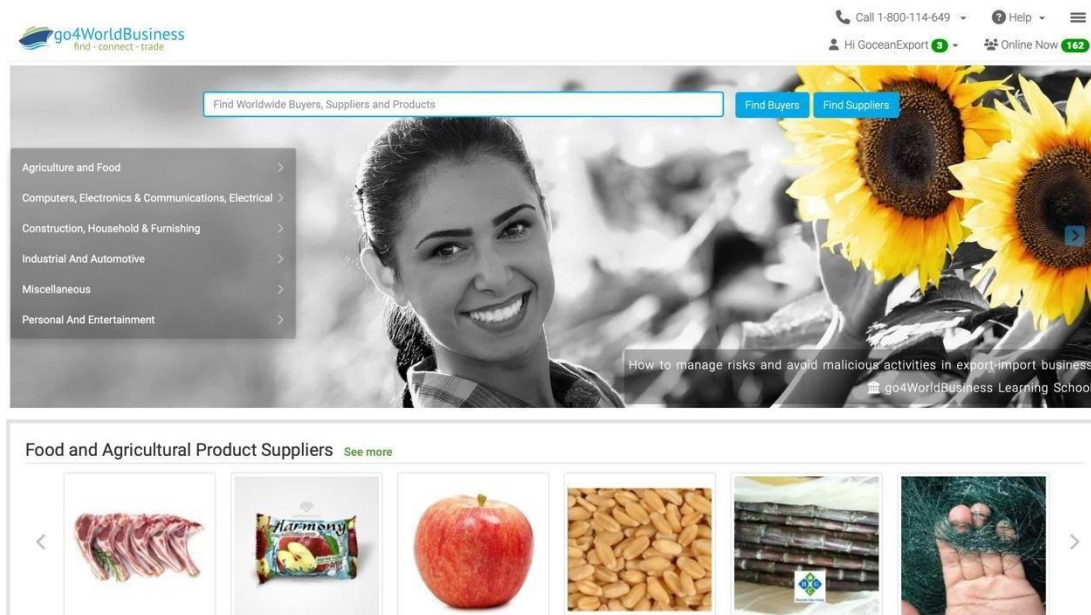 Call 1-800-114-649
Help
go4WorldBusiness
find - connect - trade
Hi GoceanExport 3
Online Now 162
Find Worldwide Buyers, Suppliers and Products
Find Buyers
Find Suppliers
Agriculture and Food
Computers, Electronics & Communications, Electrical
Construction, Household & Furnishing
Industrial And Automotive
Miscellaneous
Personal And Entertainment
How to manage risks and avoid malicious activities in export-import business
go4WorldBusiness Learning School
Food and Agricultural Product Suppliers See more
Harmony